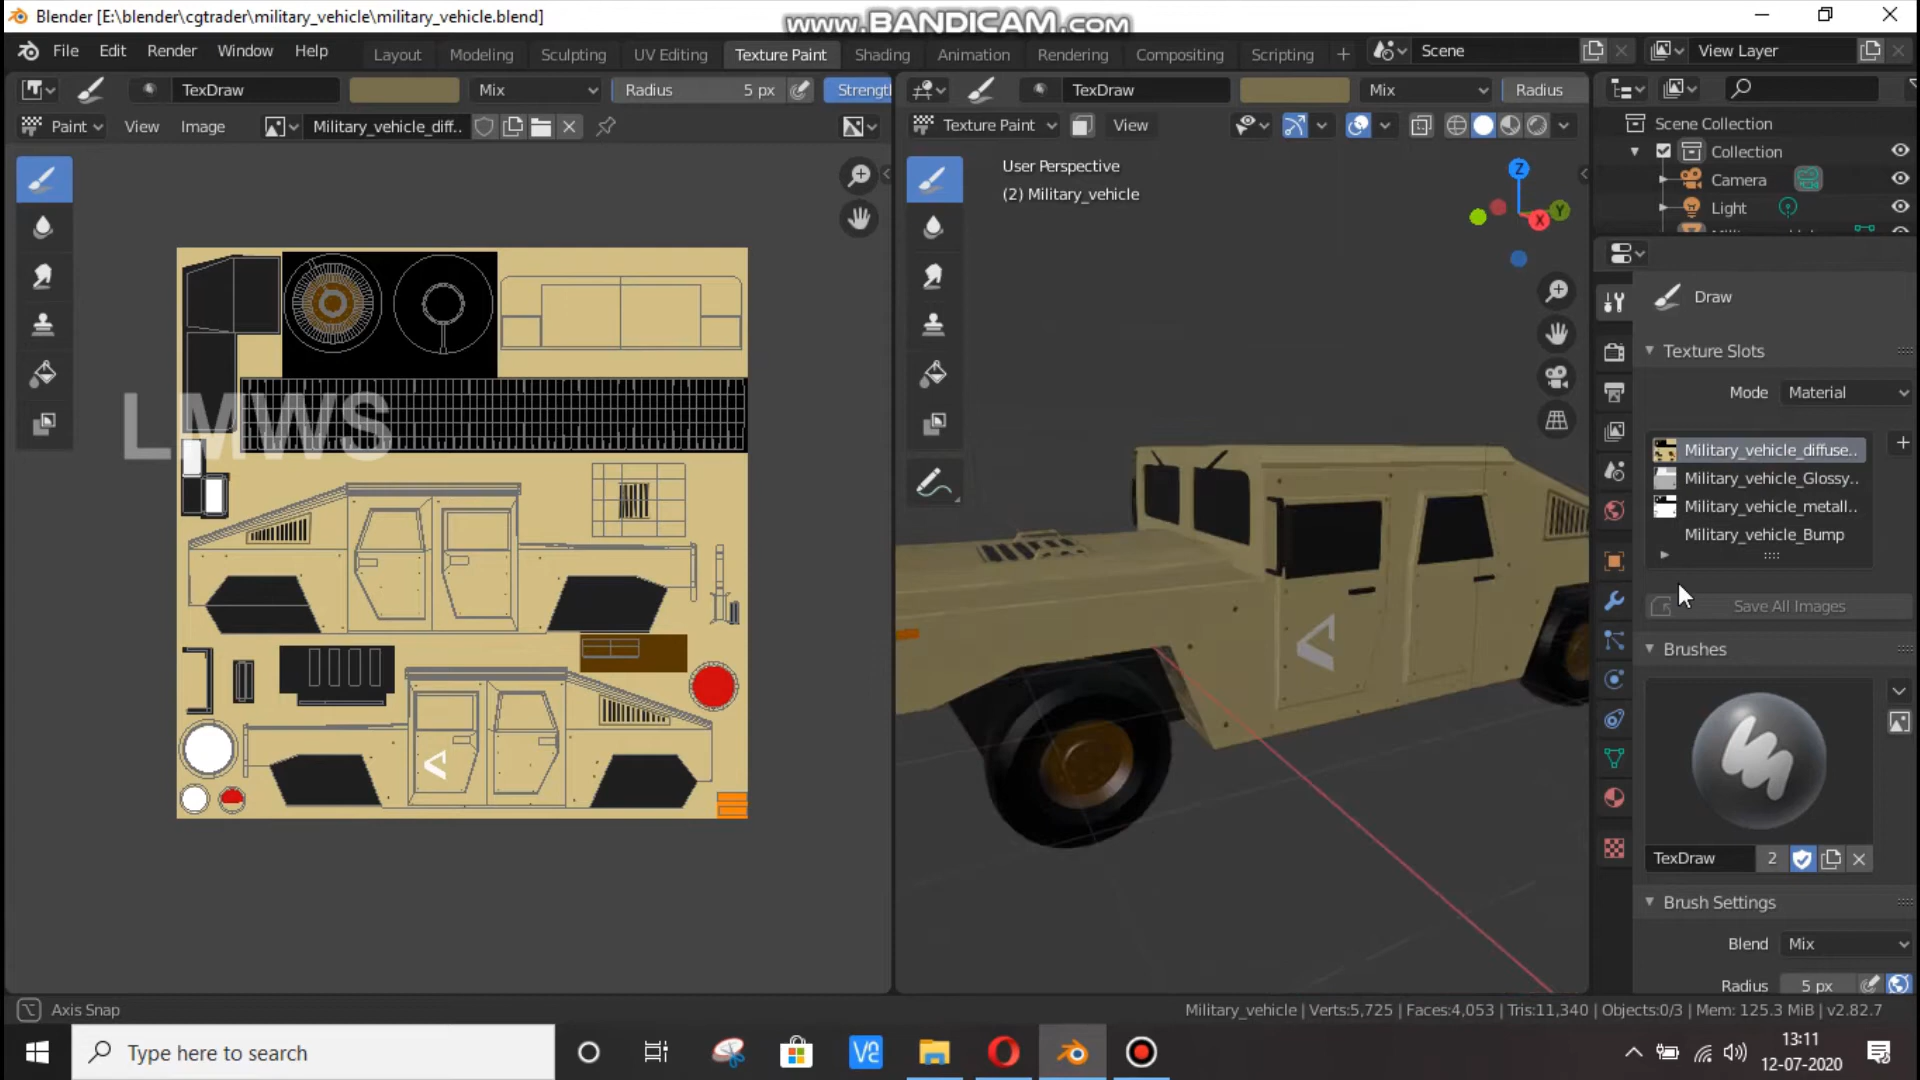 Blender [E:\blender\cgtrader\military_vehicle\military_vehicle.blend]
www.BANDICAM.com
File Edit Render Window Help
Layout Modeling Sculpting UV Editing Texture Paint Shading Animation Rendering Compositing Scripting +
Scene
View Layer
TexDraw Mix Radius 5 px Strengt
TexDraw Mix Radius
Paint View Image Military_vehicle_diff..
Texture Paint View
User Perspective
(2) Military_vehicle
Z
Y
X
LMWS
Scene Collection
Collection
Camera
Light
Draw
Texture Slots
Mode Material
Military_vehicle_diffuse..
Military_vehicle_Glossy..
Military_vehicle_metall..
Military_vehicle_Bump
Save All Images
Brushes
TexDraw 2
Brush Settings
Blend Mix
Radius 5 px
Axis Snap
Military_vehicle | Verts:5,725 | Faces:4,053 | Tris:11,340 | Objects:0/3 | Mem: 125.3 MiB | v2.82.7
Type here to search
13:11
12-07-2020